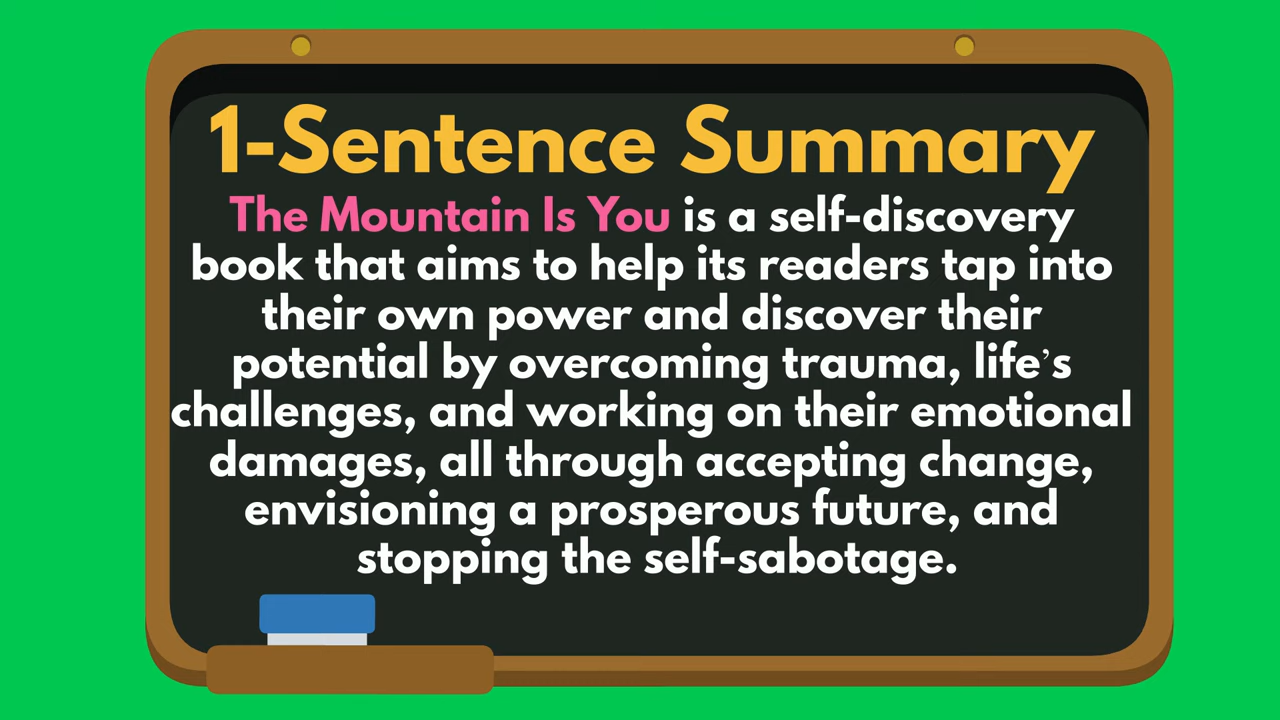 1-Sentence Summary
The Mountain Is You is a self-discovery
book that aims to help its readers tap into
their own power and discover their
potential by overcoming trauma, life’s
challenges, and working on their emotional
damages, all through accepting change,
envisioning a prosperous future, and
stopping the self-sabotage.